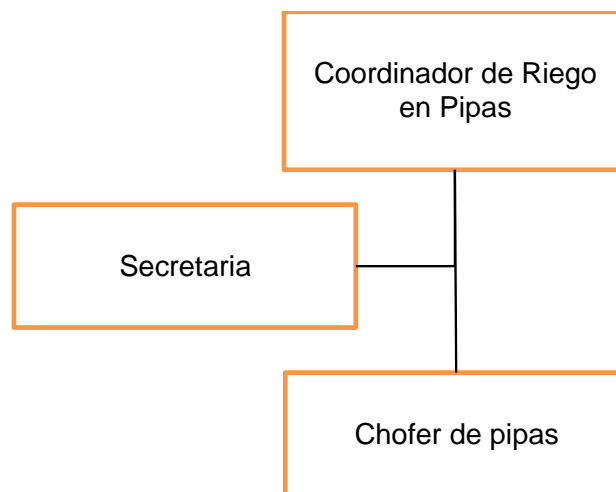 Coordinador de Riego
en Pipas
Secretaria
Chofer de pipas